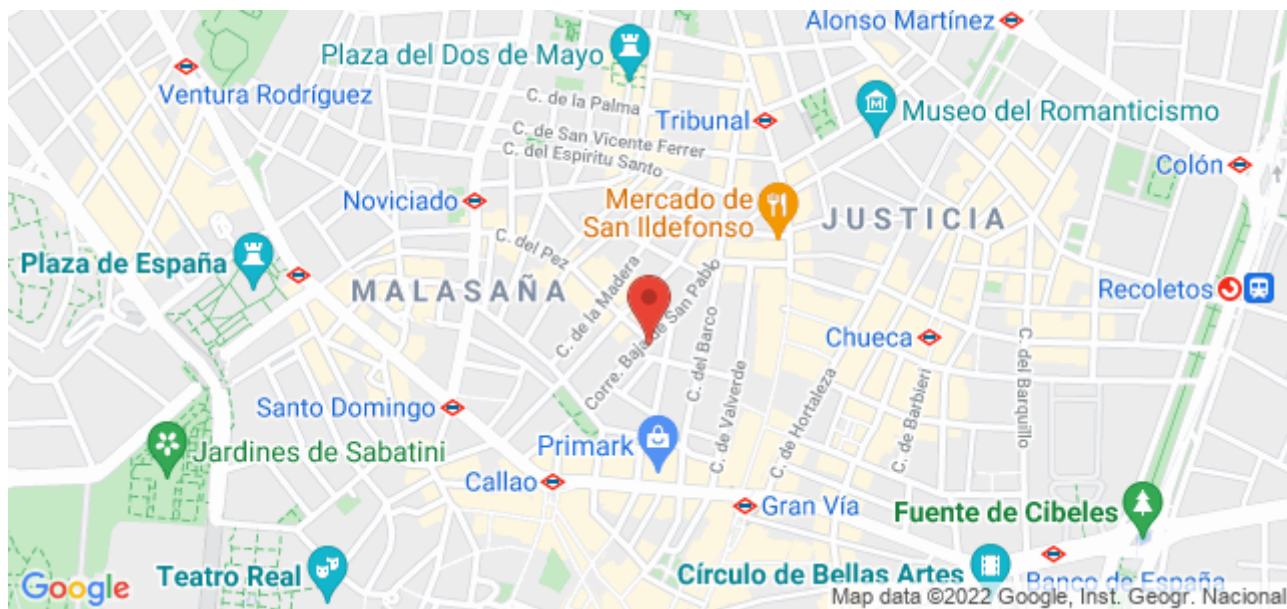 Alonso Martínez
Plaza del Dos de Mayo
Ventura Rodríguez
C. de la Palma
Tribunal
Museo del Romanticismo
C. de San Vicente Ferrer
C. del Espíritu Santo
Colón
Noviciado
Mercado de
San Ildefonso
JUSTICIA
C. del Pez
Plaza de España
MALASAÑA
C. de la Madera
Corre. Baja de San Pablo
Recoletos
Chueca
C. del Barco
C. de Valverde
C. de Hortaleza
C. de Barbieri
C. del Barquillo
Santo Domingo
Jardines de Sabatini
Primark
Callao
Gran Vía
Fuente de Cibeles
Teatro Real
Círculo de Bellas Artes
Banco de España
Google
Map data ©2022 Google, Inst. Geogr. Nacional